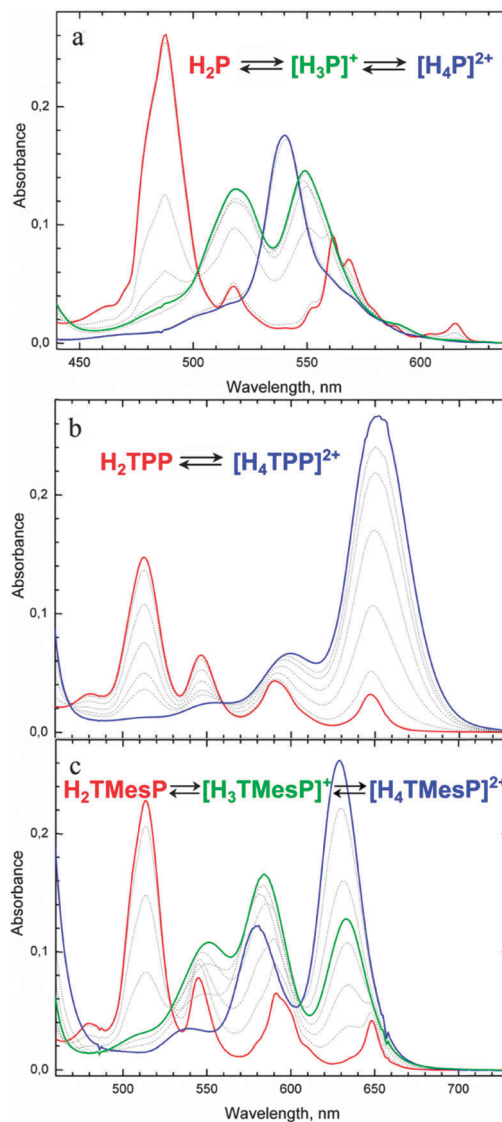 a
H₂P ⇌ [H₃P]⁺ ⇌ [H₄P]²⁺
Absorbance
0,2
0,1
0,0
450 500 550 600
Wavelength, nm
b
H₂TPP ⇌ [H₄TPP]²⁺
Absorbance
0,2
0,1
0,0
c
H₂TMesP ⇌ [H₃TMesP]⁺ ⇌ [H₄TMesP]²⁺
Absorbance
0,2
0,1
0,0
500 550 600 650 700
Wavelength, nm